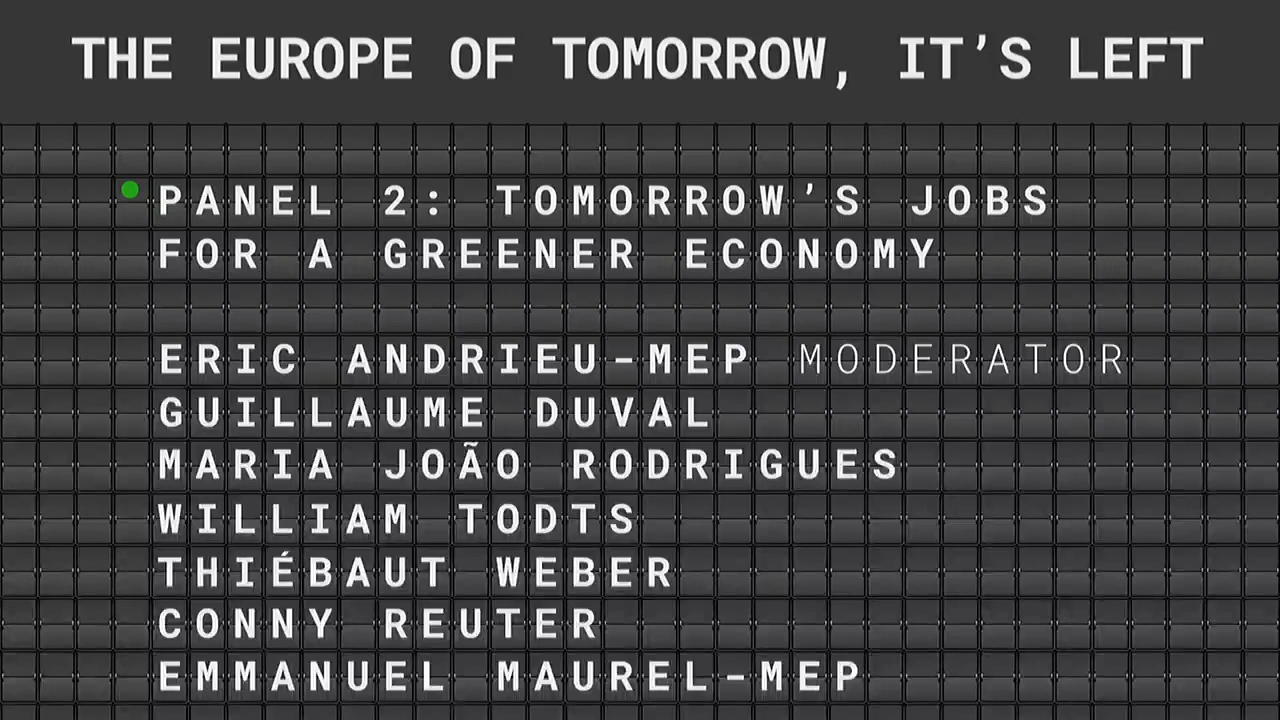 THE EUROPE OF TOMORROW, IT’S LEFT
PANEL 2: TOMORROW’S JOBS
FOR A GREENER ECONOMY
ERIC ANDRIEU-MEP MODERATOR
GUILLAUME DUVAL
MARIA JOÃO RODRIGUES
WILLIAM TODTS
THIÉBAUT WEBER
CONNY REUTER
EMMANUEL MAUREL-MEP